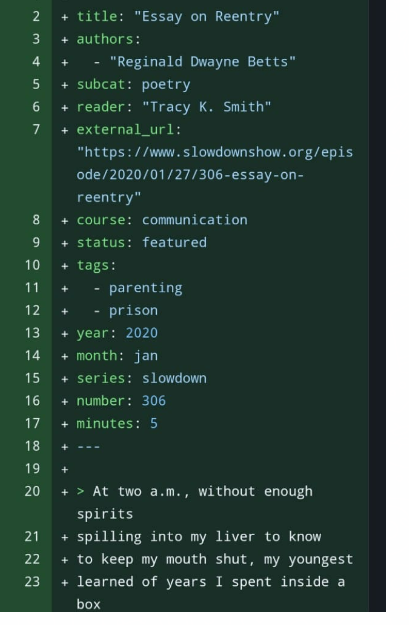 2 + title: "Essay on Reentry"
3 + authors:
4 +   - "Reginald Dwayne Betts"
5 + subcat: poetry
6 + reader: "Tracy K. Smith"
7 + external_url:
"https://www.slowdownshow.org/epis
ode/2020/01/27/306-essay-on-
reentry"
8 + course: communication
9 + status: featured
10 + tags:
11 +   - parenting
12 +   - prison
13 + year: 2020
14 + month: jan
15 + series: slowdown
16 + number: 306
17 + minutes: 5
18 + ---
19 +
20 + > At two a.m., without enough
spirits
21 + spilling into my liver to know
22 + to keep my mouth shut, my youngest
23 + learned of years I spent inside a
box